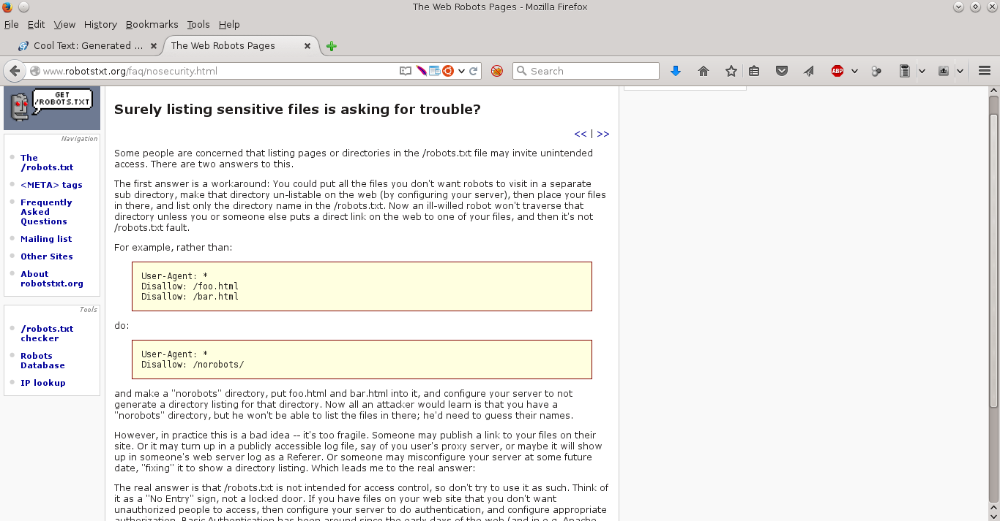 The Web Robots Pages - Mozilla Firefox
File Edit View History Bookmarks Tools Help
Cool Text: Generated ...
The Web Robots Pages
www.robotstxt.org/faq/nosecurity.html
ABP
Search
GET
/ROBOTS.TXT
Navigation
The
/robots.txt
<META> tags
Frequently
Asked
Questions
Mailing list
Other Sites
About
robotstxt.org
Tools
/robots.txt
checker
Robots
Database
IP lookup
Surely listing sensitive files is asking for trouble?
<< | >>
Some people are concerned that listing pages or directories in the /robots.txt file may invite unintended
access. There are two answers to this.
The first answer is a workaround: You could put all the files you don't want robots to visit in a separate
sub directory, make that directory un-listable on the web (by configuring your server), then place your files
in there, and list only the directory name in the /robots.txt. Now an ill-willed robot won't traverse that
directory unless you or someone else puts a direct link on the web to one of your files, and then it's not
/robots.txt fault.
For example, rather than:
User-Agent: *
Disallow: /foo.html
Disallow: /bar.html
do:
User-Agent: *
Disallow: /norobots/
and make a "norobots" directory, put foo.html and bar.html into it, and configure your server to not
generate a directory listing for that directory. Now all an attacker would learn is that you have a
"norobots" directory, but he won't be able to list the files in there; he'd need to guess their names.
However, in practice this is a bad idea -- it's too fragile. Someone may publish a link to your files on their
site. Or it may turn up in a publicly accessible log file, say of you user's proxy server, or maybe it will show
up in someone's web server log as a Referer. Or someone may misconfigure your server at some future
date, "fixing" it to show a directory listing. Which leads me to the real answer:
The real answer is that /robots.txt is not intended for access control, so don't try to use it as such. Think of
it as a "No Entry" sign, not a locked door. If you have files on your web site that you don't want
unauthorized people to access, then configure your server to do authentication, and configure appropriate
authorization. Basic Authentication has been around since the early days of the web (and in e.g. Apache